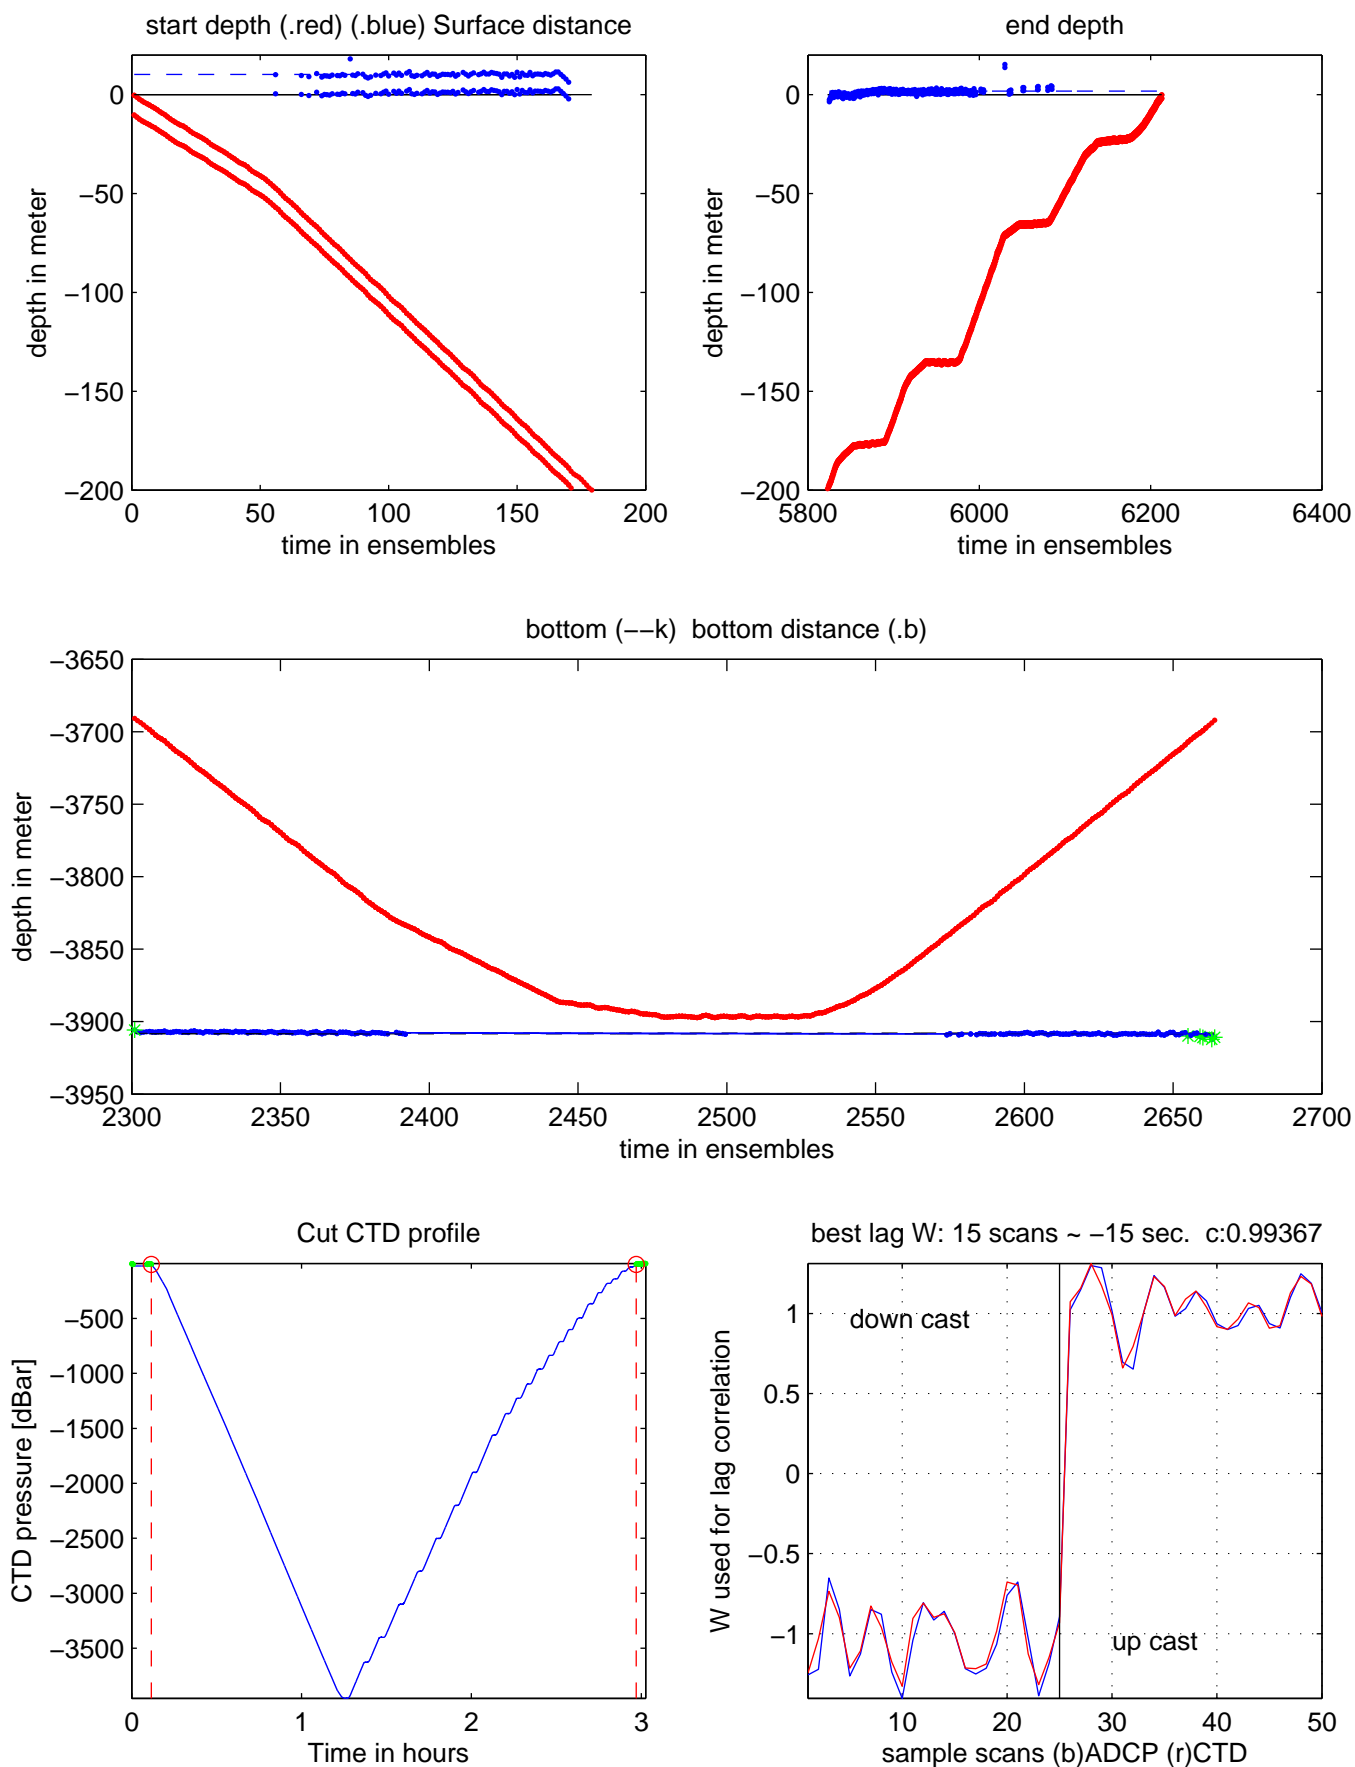 start depth (.red) (.blue) Surface distance
end depth
0
−50
−100
−150
−200
depth in meter
0 50 100 150 200
time in ensembles
0
−50
−100
−150
−200
depth in meter
5800 6000 6200 6400
time in ensembles
bottom (−−k)  bottom distance (.b)
−3650
−3700
−3750
−3800
−3850
−3900
−3950
depth in meter
2300 2350 2400 2450 2500 2550 2600 2650 2700
time in ensembles
Cut CTD profile
−500
−1000
−1500
−2000
−2500
−3000
−3500
CTD pressure [dBar]
0 1 2 3
Time in hours
best lag W: 15 scans ~ −15 sec.  c:0.99367
1
0.5
0
−0.5
−1
W used for lag correlation
down cast
up cast
10 20 30 40 50
sample scans (b)ADCP (r)CTD